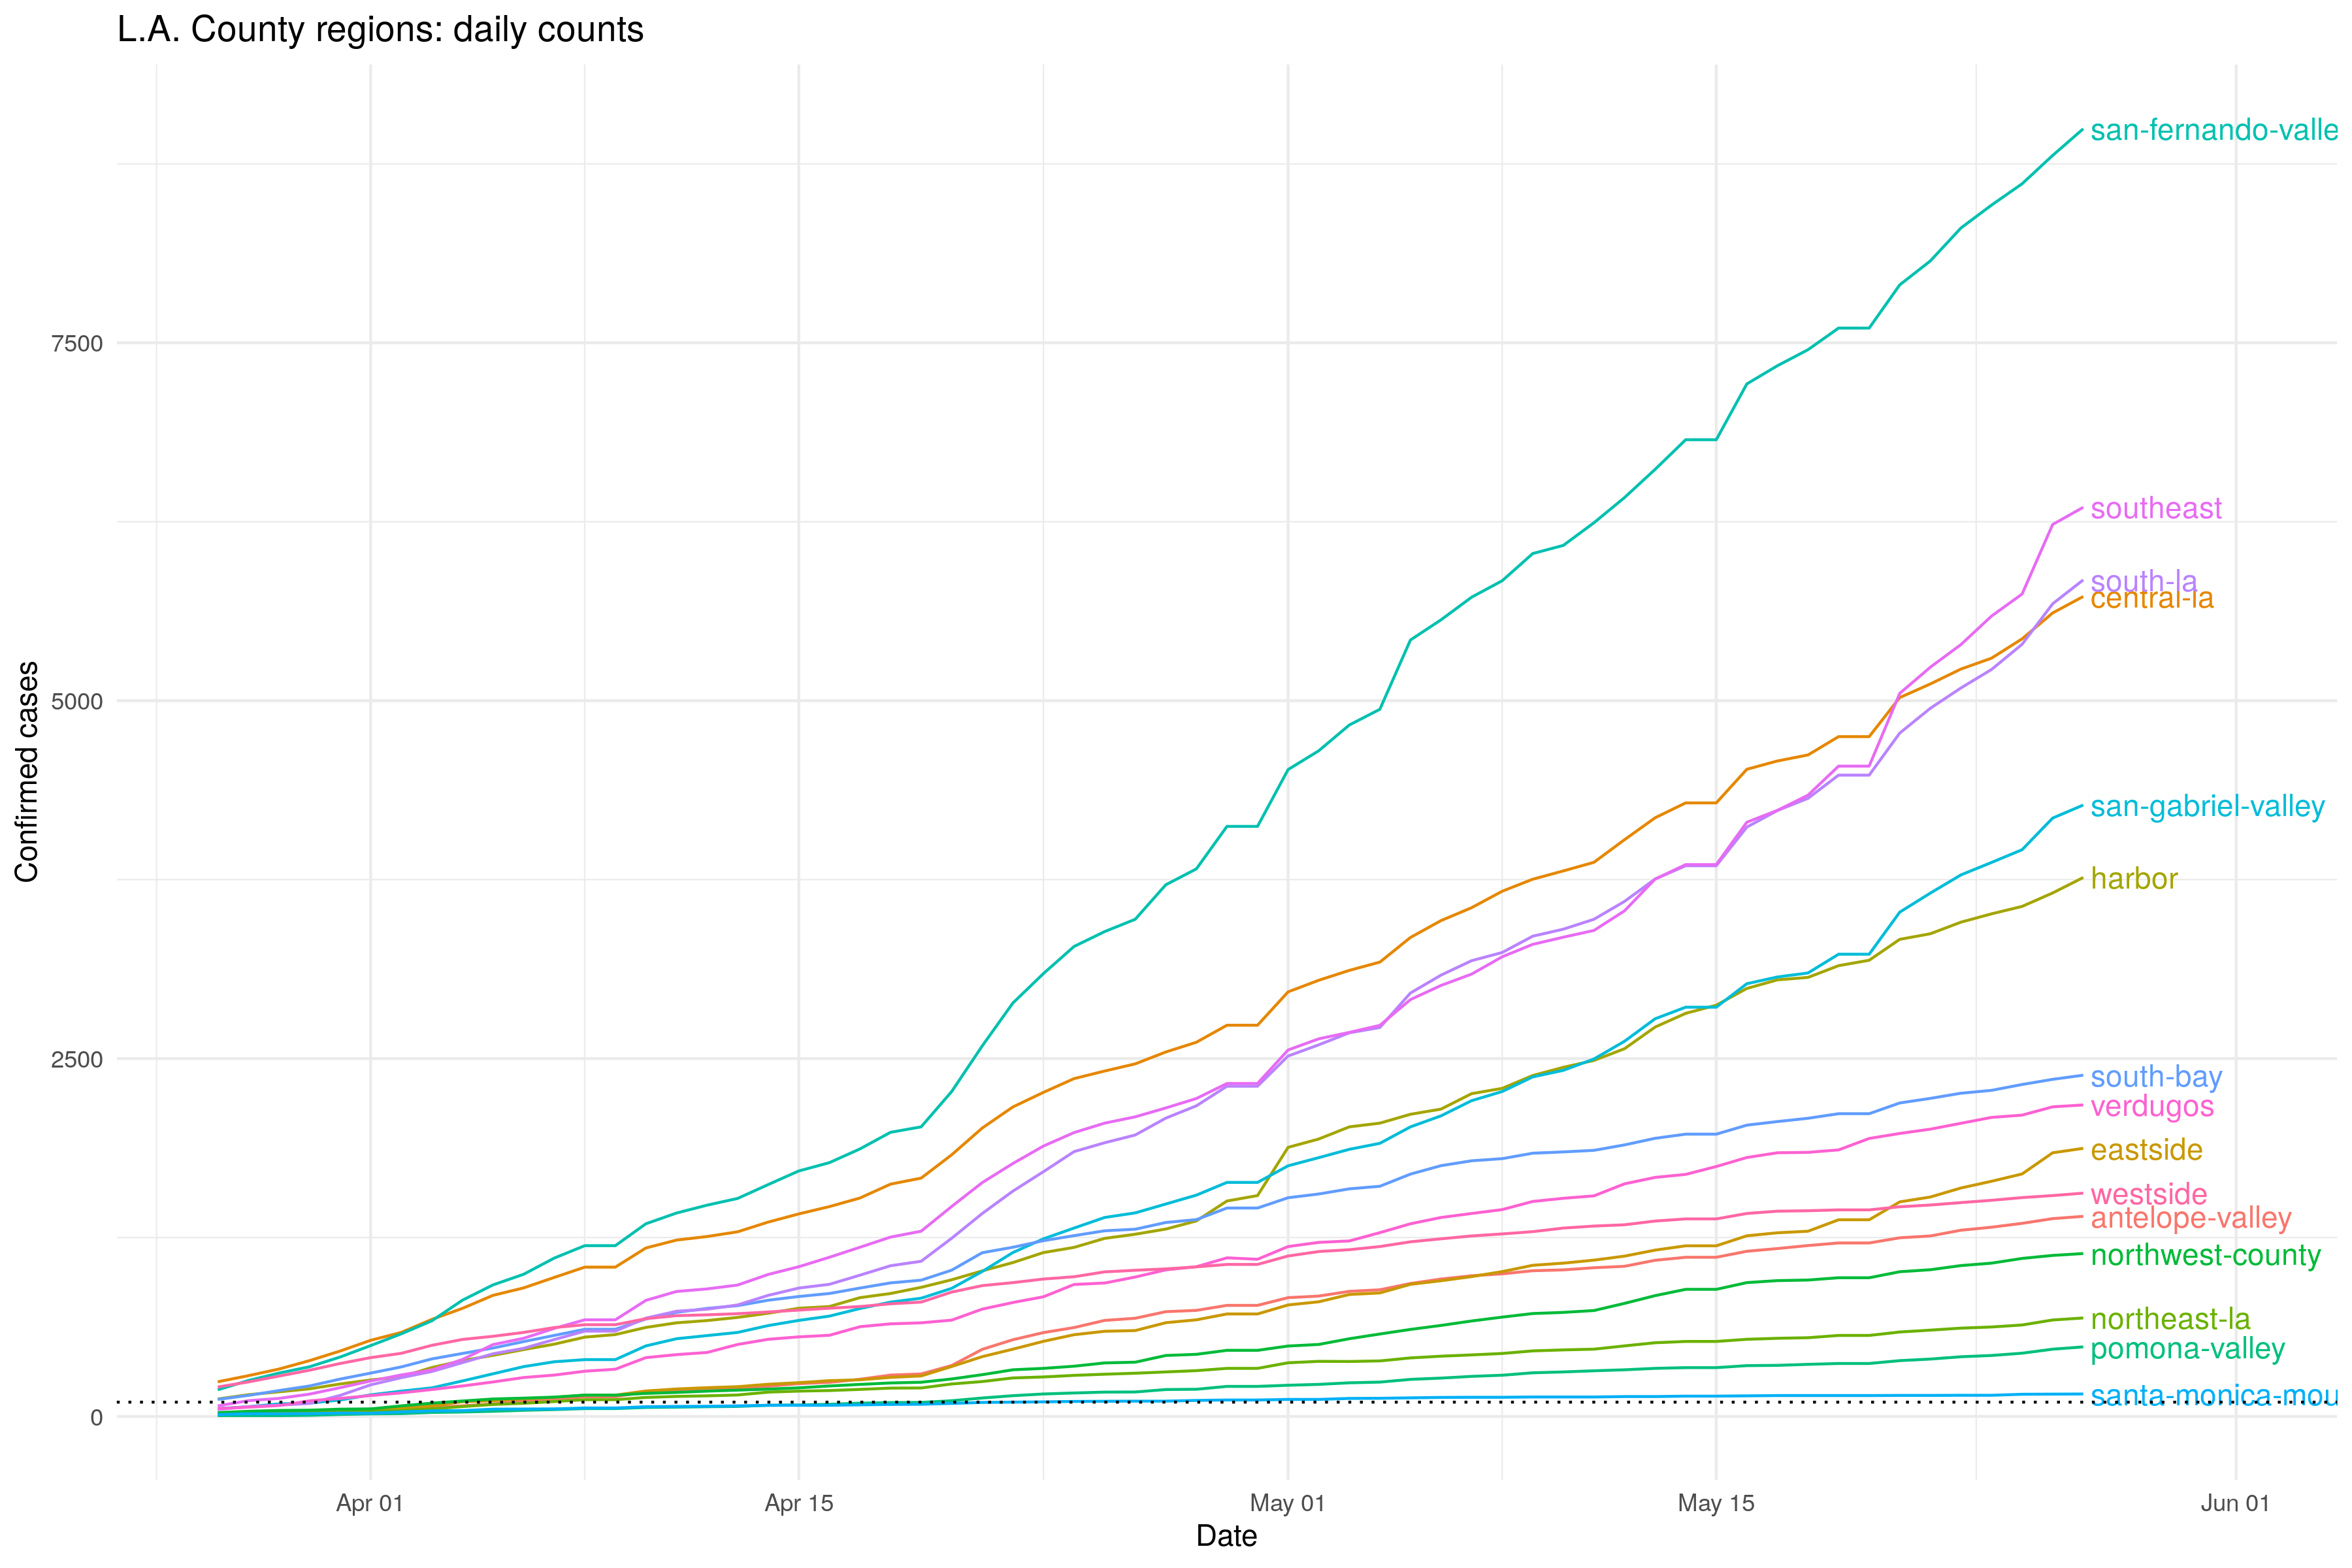 L.A. County regions: daily counts
san-fernando-valle
7500
southeast
south-la
central-la
5000
Confirmed cases
san-gabriel-valley
harbor
2500
south-bay
verdugos
eastside
westside
antelope-valley
northwest-county
northeast-la
pomona-valley
santa-monica-mou
0
Apr 01
Apr 15
May 01
May 15
Jun 01
Date